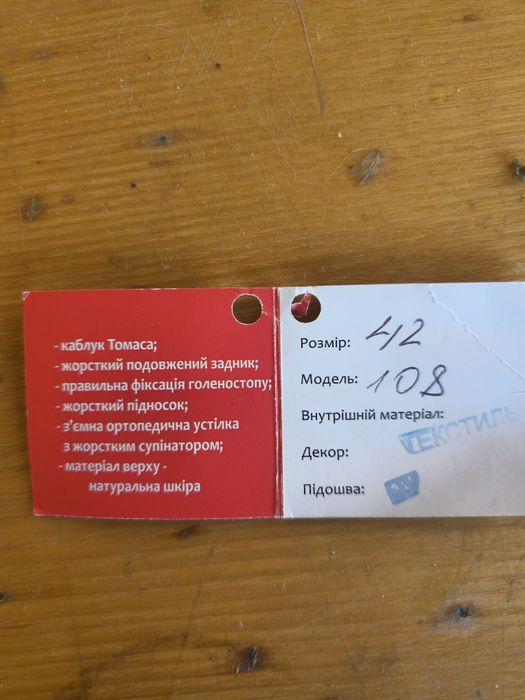 -каблук Томаса;
-жорсткий подовжений задник;
-правильна фіксація голеностопу;
-жорсткий підносок;
-з'ємна ортопедична устілка
з жорстким супінатором;
-матеріал верху -
натуральна шкіра
Розмір: 42
Модель: 108
Внутрішній матеріал:
ТЕКСТИЛЬ
Декор:
Підошва: